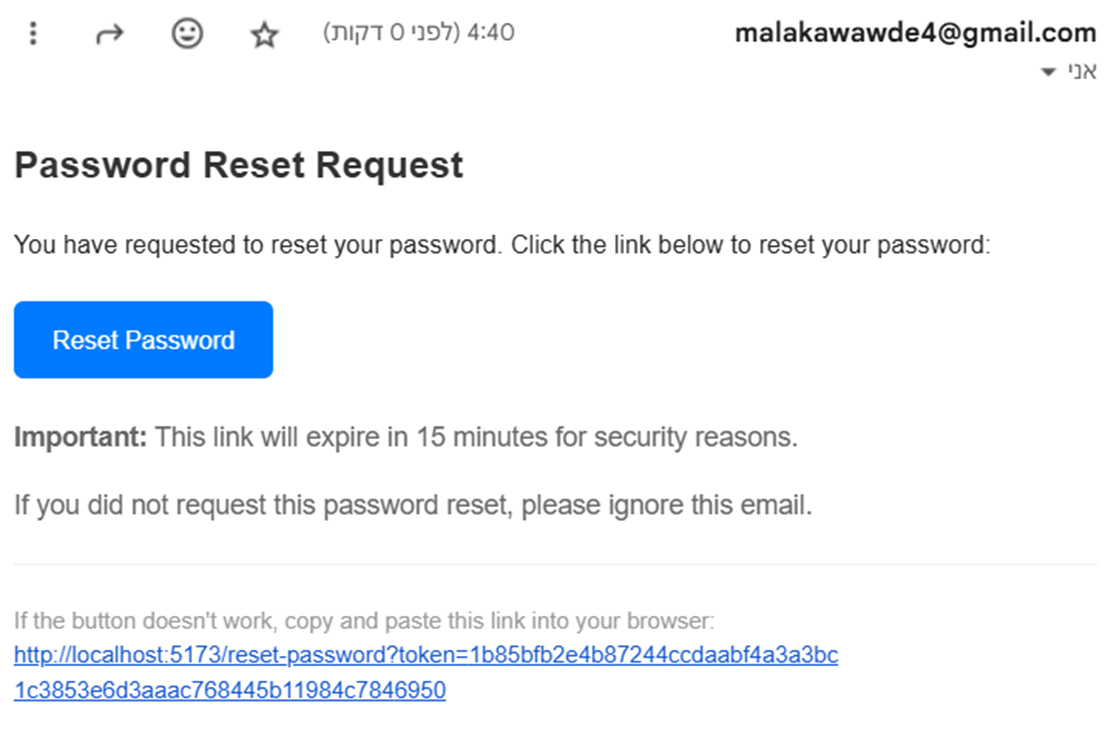 malakawawde4@gmail.com
4:40 (לפני 0 דקות)
אני
Password Reset Request
You have requested to reset your password. Click the link below to reset your password:
Reset Password
Important: This link will expire in 15 minutes for security reasons.
If you did not request this password reset, please ignore this email.
If the button doesn't work, copy and paste this link into your browser:
http://localhost:5173/reset-password?token=1b85bfb2e4b87244ccdaabf4a3a3bc
1c3853e6d3aaac768445b11984c7846950